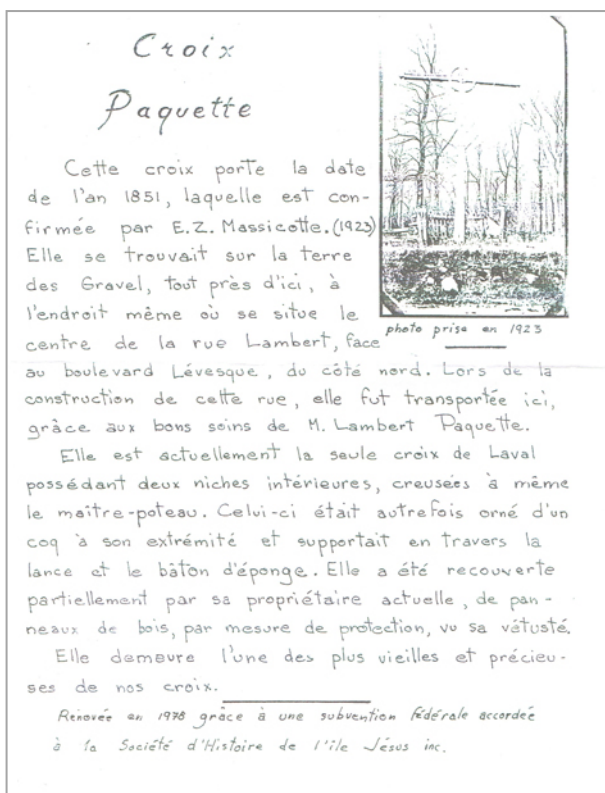 Croix
Paquette
Cette croix porte la date
de l'an 1851, laquelle est con-
firmée par E.Z. Massicotte. (1923)
Elle se trouvait sur la terre
des Gravel, tout près d'ici, à
l'endroit même où se situe le
photo prise en 1923
centre de la rue Lambert, face
au boulevard Lévesque, du côté nord. Lors de la
construction de cette rue, elle fut transportée ici,
grâce aux bons soins de M. Lambert Paquette.
Elle est actuellement la seule croix de Laval
possédant deux niches intérieures, creusées à même
le maître-poteau. Celui-ci était autrefois orné d'un
coq à son extrémité et supportait en travers la
lance et le bâton d'éponge. Elle a été recouverte
partiellement par sa propriétaire actuelle, de pan-
neaux de bois, par mesure de protection, vu sa vétusté.
Elle demeure l'une des plus vieilles et précieu-
ses de nos croix.
Rénovée en 1978 grâce à une subvention fédérale accordée
à la Société d'Histoire de l'île Jésus inc.